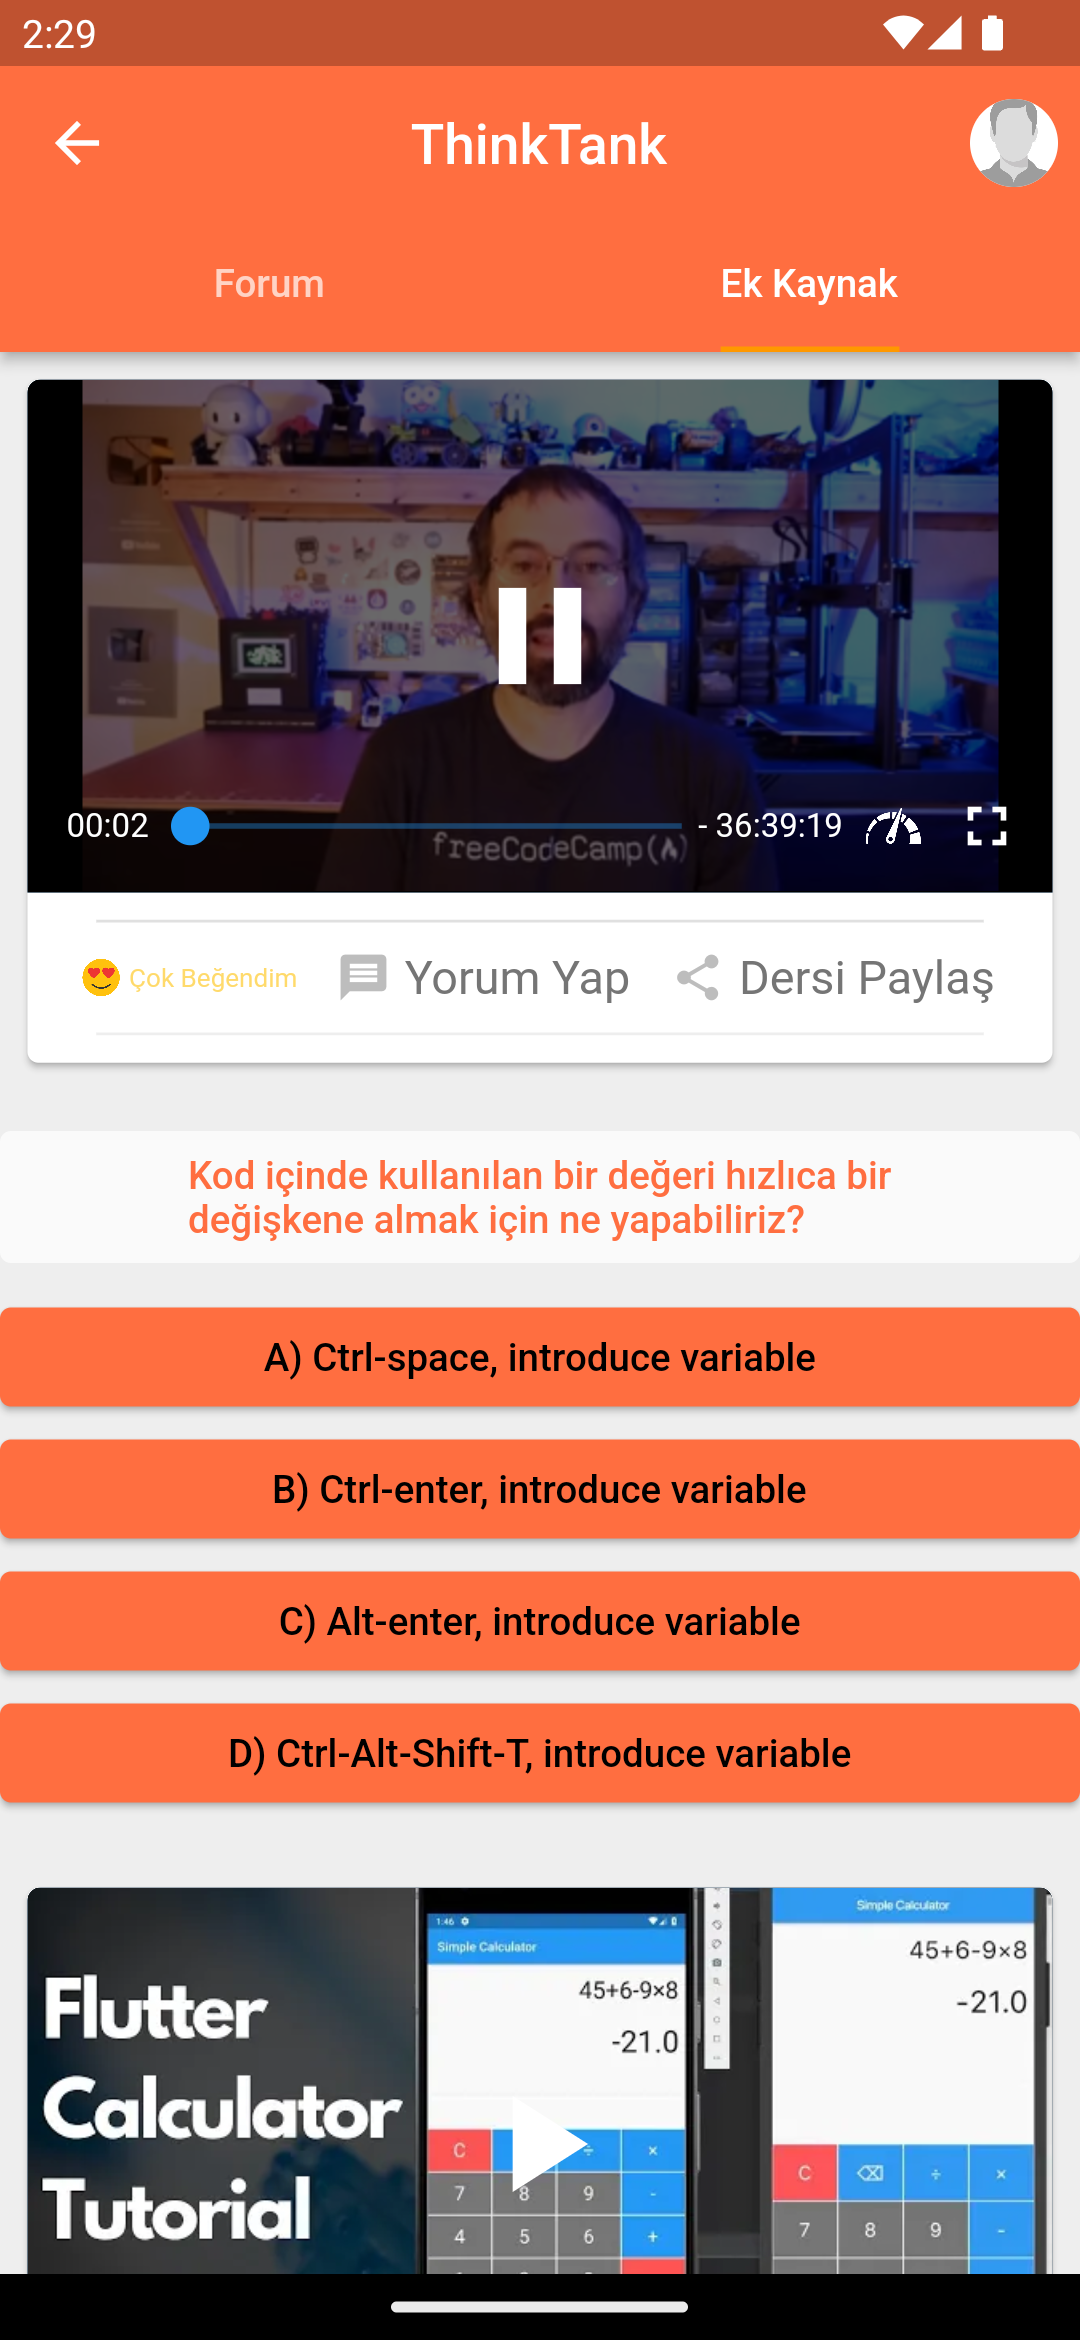 2:29
ThinkTank
Forum
Ek Kaynak
00:02
- 36:39:19
freeCodeCamp(🔥)
Çok Beğendim
Yorum Yap
Dersi Paylaş
Kod içinde kullanılan bir değeri hızlıca bir
değişkene almak için ne yapabiliriz?
A) Ctrl-space, introduce variable
B) Ctrl-enter, introduce variable
C) Alt-enter, introduce variable
D) Ctrl-Alt-Shift-T, introduce variable
Flutter
Calculator
Tutorial
1:46
Simple Calculator
45+6-9×8
-21.0
C ÷ ×
7 8 9 -
4 5 6 +
Simple Calculator
45+6-9×8
-21.0
C ⌫ ÷ ×
7 8 9 -